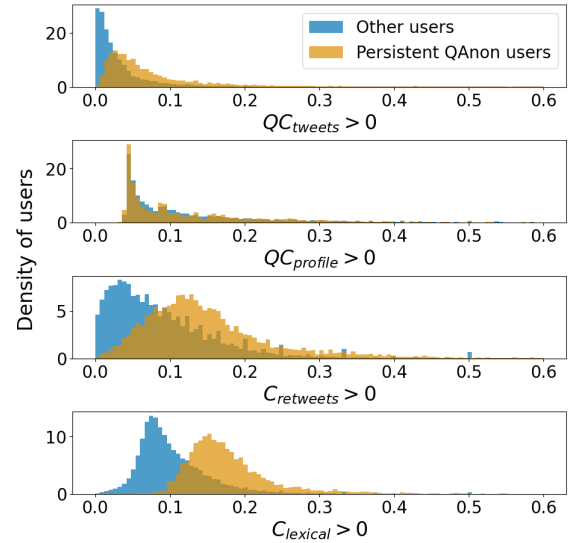 Other users
Persistent QAnon users
20
0
0.0 0.1 0.2 0.3 0.4 0.5 0.6
QC_tweets > 0
20
0
0.0 0.1 0.2 0.3 0.4 0.5 0.6
QC_profile > 0
Density of users
5
0
0.0 0.1 0.2 0.3 0.4 0.5 0.6
C_retweets > 0
10
0
0.0 0.1 0.2 0.3 0.4 0.5 0.6
C_lexical > 0